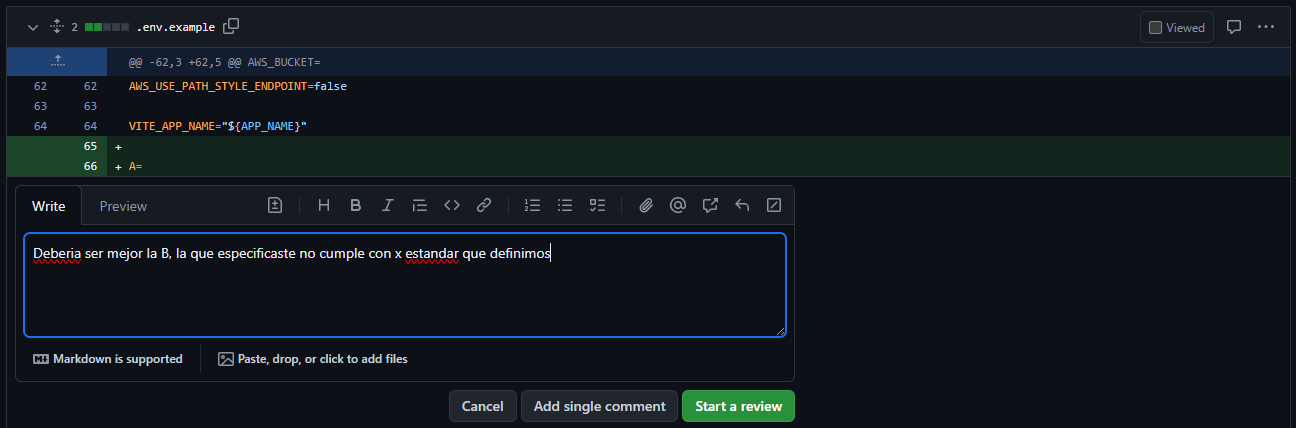 2 .env.example Viewed
@@ -62,3 +62,5 @@ AWS_BUCKET=
62 62 AWS_USE_PATH_STYLE_ENDPOINT=false
63 63
64 64 VITE_APP_NAME="${APP_NAME}"
65 +
66 + A=
Write Preview
Deberia ser mejor la B, la que especificaste no cumple con x estandar que definimos
Markdown is supported Paste, drop, or click to add files
Cancel Add single comment Start a review